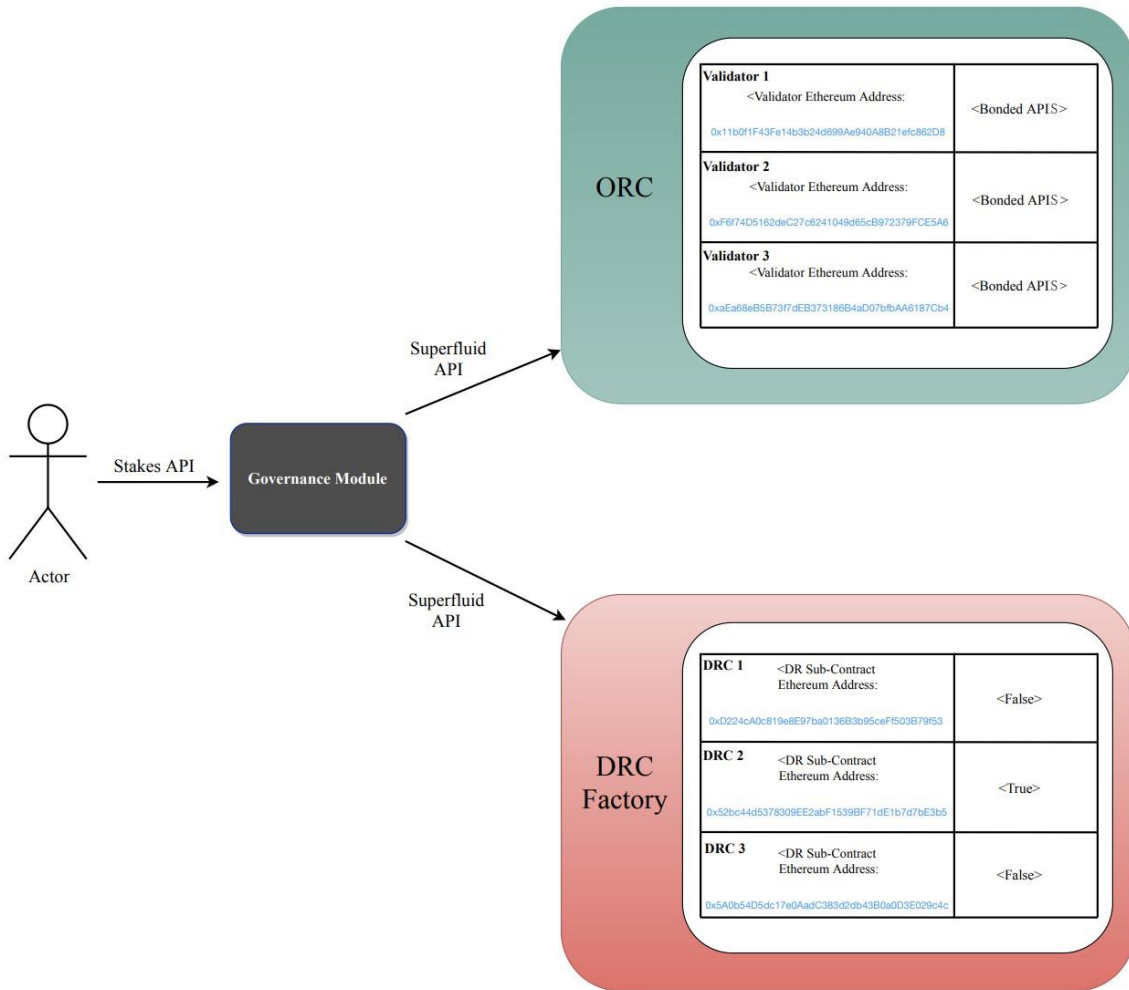 Validator 1
<Validator Ethereum Address:
0x11b0f1F43Fe14b3b24d699Ae940A8B21efc862D8
<Bonded APIS>
ORC
Validator 2
<Validator Ethereum Address:
0xF6f74D5162deC27c6241049d65cB972379FCE5A6
<Bonded APIS>
Validator 3
<Validator Ethereum Address:
0xaEa68eB5B73f7dEB373186B4aD07bfbAA6187Cb4
<Bonded APIS>
Superfluid
API
Stakes API
Governance Module
Actor
Superfluid
API
DRC 1 <DR Sub-Contract
Ethereum Address:
0xD224cA0c819e8E97ba0136B3b95ceFf503B79f53
<False>
DRC
Factory
DRC 2 <DR Sub-Contract
Ethereum Address:
0x52bc44d5378309EE2abF1539BF71dE1b7d7bE3b5
<True>
DRC 3 <DR Sub-Contract
Ethereum Address:
0x5A0b54D5dc17e0AadC383d2db43B0a0D3E029c4c
<False>